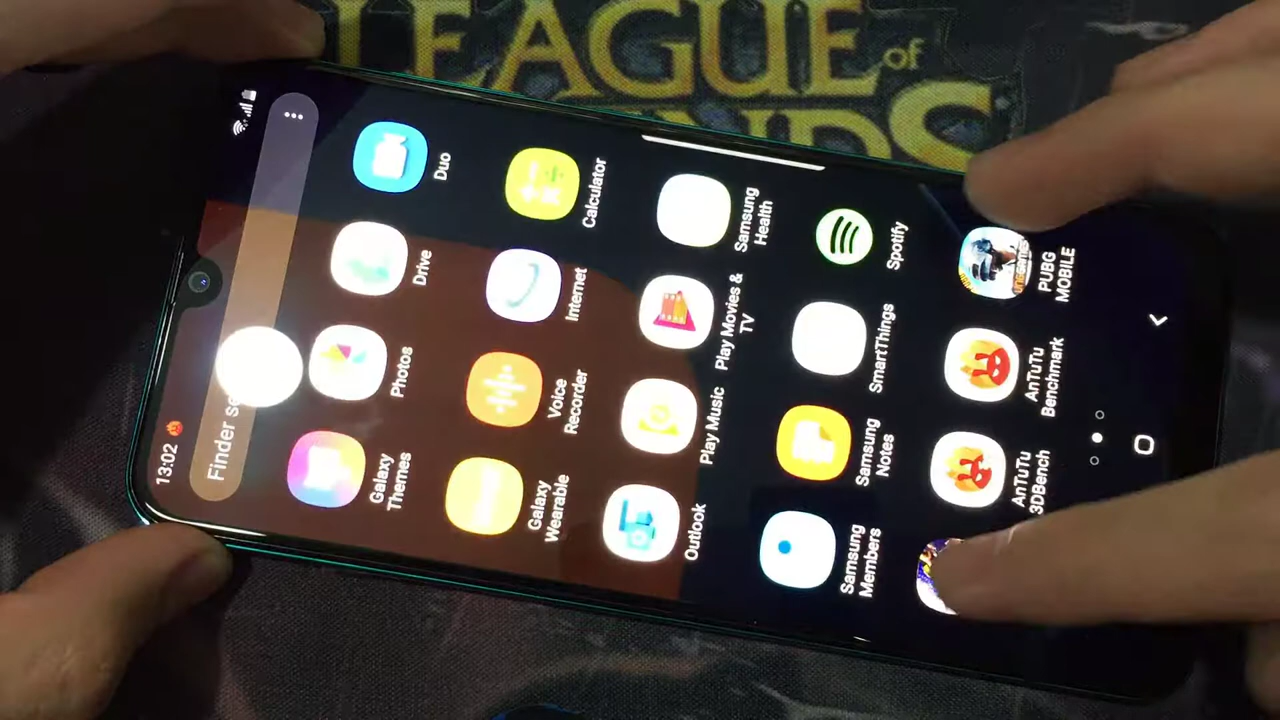 LEAGUE
of
13:02
Finder se
Galaxy
Themes
Photos
Drive
Duo
Galaxy
Wearable
Voice
Recorder
Internet
Calculator
Outlook
Play Music
Play Movies &
TV
Samsung
Health
Samsung
Members
Samsung
Notes
SmartThings
Spotify
AnTuTu
3DBench
AnTuTu
Benchmark
PUBG
MOBILE